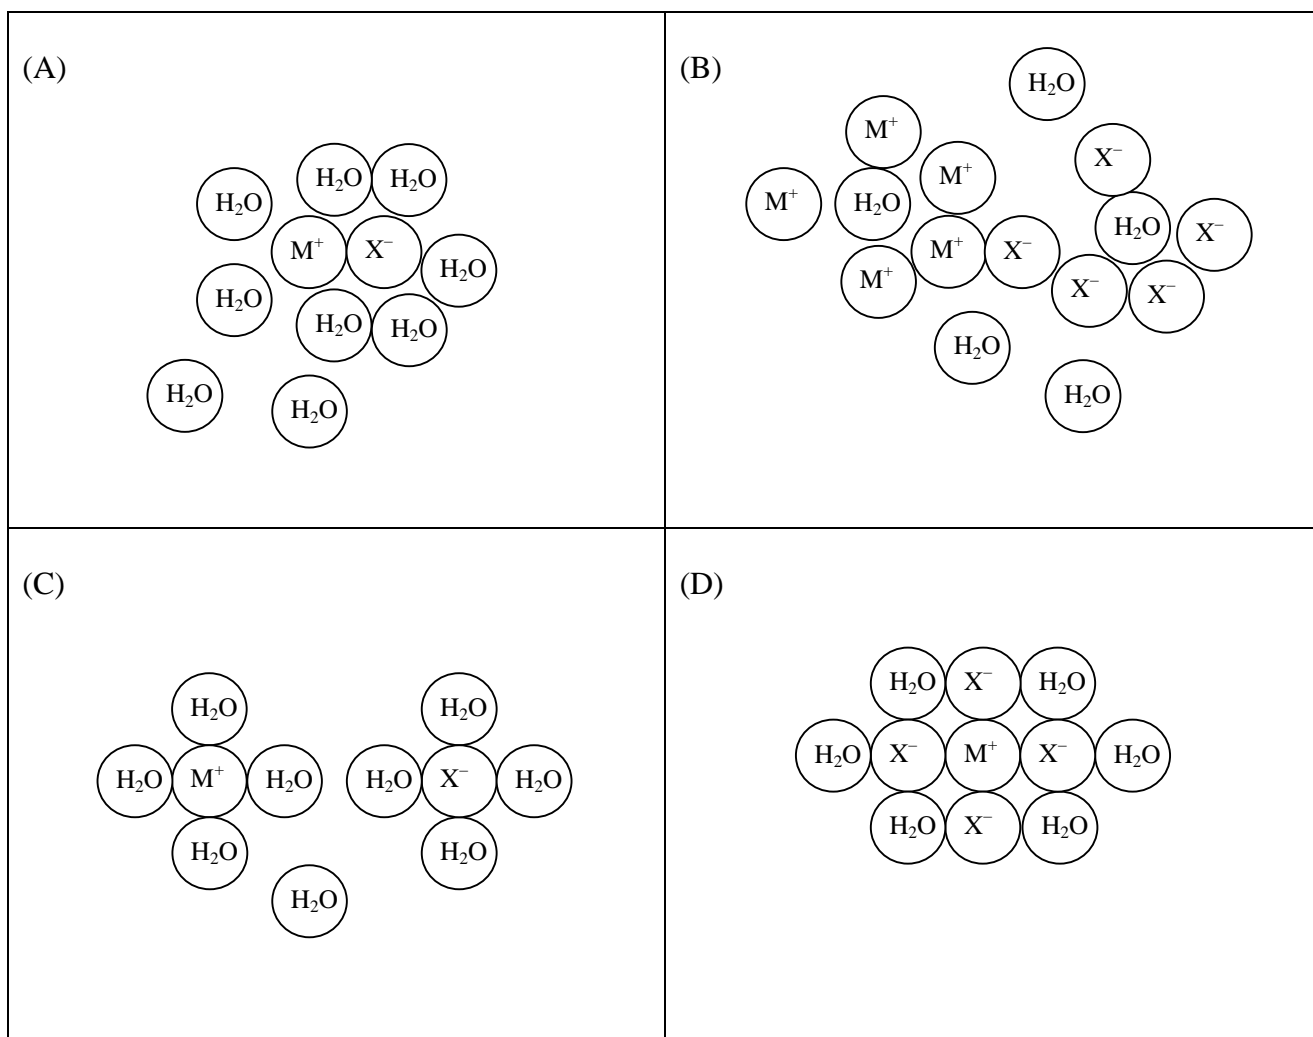 (A)
H₂O H₂O
H₂O
M⁺ X⁻
H₂O
H₂O
H₂O H₂O
H₂O
H₂O
(B)
H₂O
M⁺
X⁻
M⁺
M⁺ H₂O
H₂O X⁻
M⁺ X⁻
M⁺
X⁻ X⁻
H₂O
H₂O
(C)
H₂O H₂O
H₂O M⁺ H₂O H₂O X⁻ H₂O
H₂O H₂O
H₂O
(D)
H₂O X⁻ H₂O
H₂O X⁻ M⁺ X⁻ H₂O
H₂O X⁻ H₂O